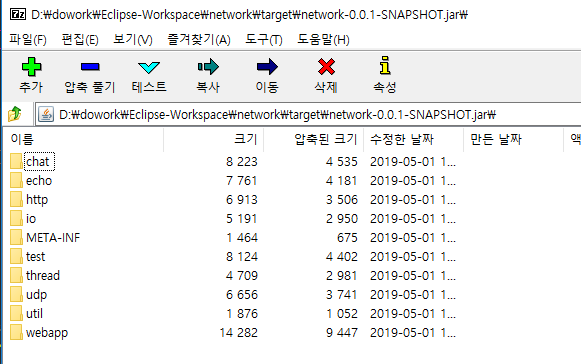 7z D:₩dowork₩Eclipse-Workspace₩network₩target₩network-0.0.1-SNAPSHOT.jar₩
파일(F) 편집(E) 보기(V) 즐겨찾기(A) 도구(T) 도움말(H)
추가 압축 풀기 테스트 복사 이동 삭제 속성
D:₩dowork₩Eclipse-Workspace₩network₩target₩network-0.0.1-SNAPSHOT.jar₩
이름 크기 압축된 크기 수정한 날짜 만든 날짜 액
chat 8 223 4 535 2019-05-01 1...
echo 7 761 4 181 2019-05-01 1...
http 6 913 3 506 2019-05-01 1...
io 5 191 2 950 2019-05-01 1...
META-INF 1 464 675 2019-05-01 1...
test 8 124 4 402 2019-05-01 1...
thread 4 709 2 981 2019-05-01 1...
udp 6 656 3 741 2019-05-01 1...
util 1 876 1 052 2019-05-01 1...
webapp 14 282 9 447 2019-05-01 1...